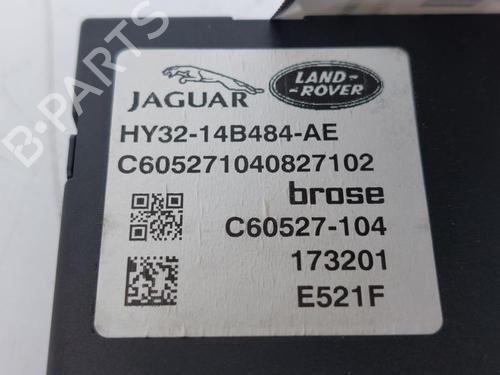 JAGUAR
LAND-
-ROVER
HY32-14B484-AE
C605271040827102
brose
C60527-104
173201
E521F
B-PARTS